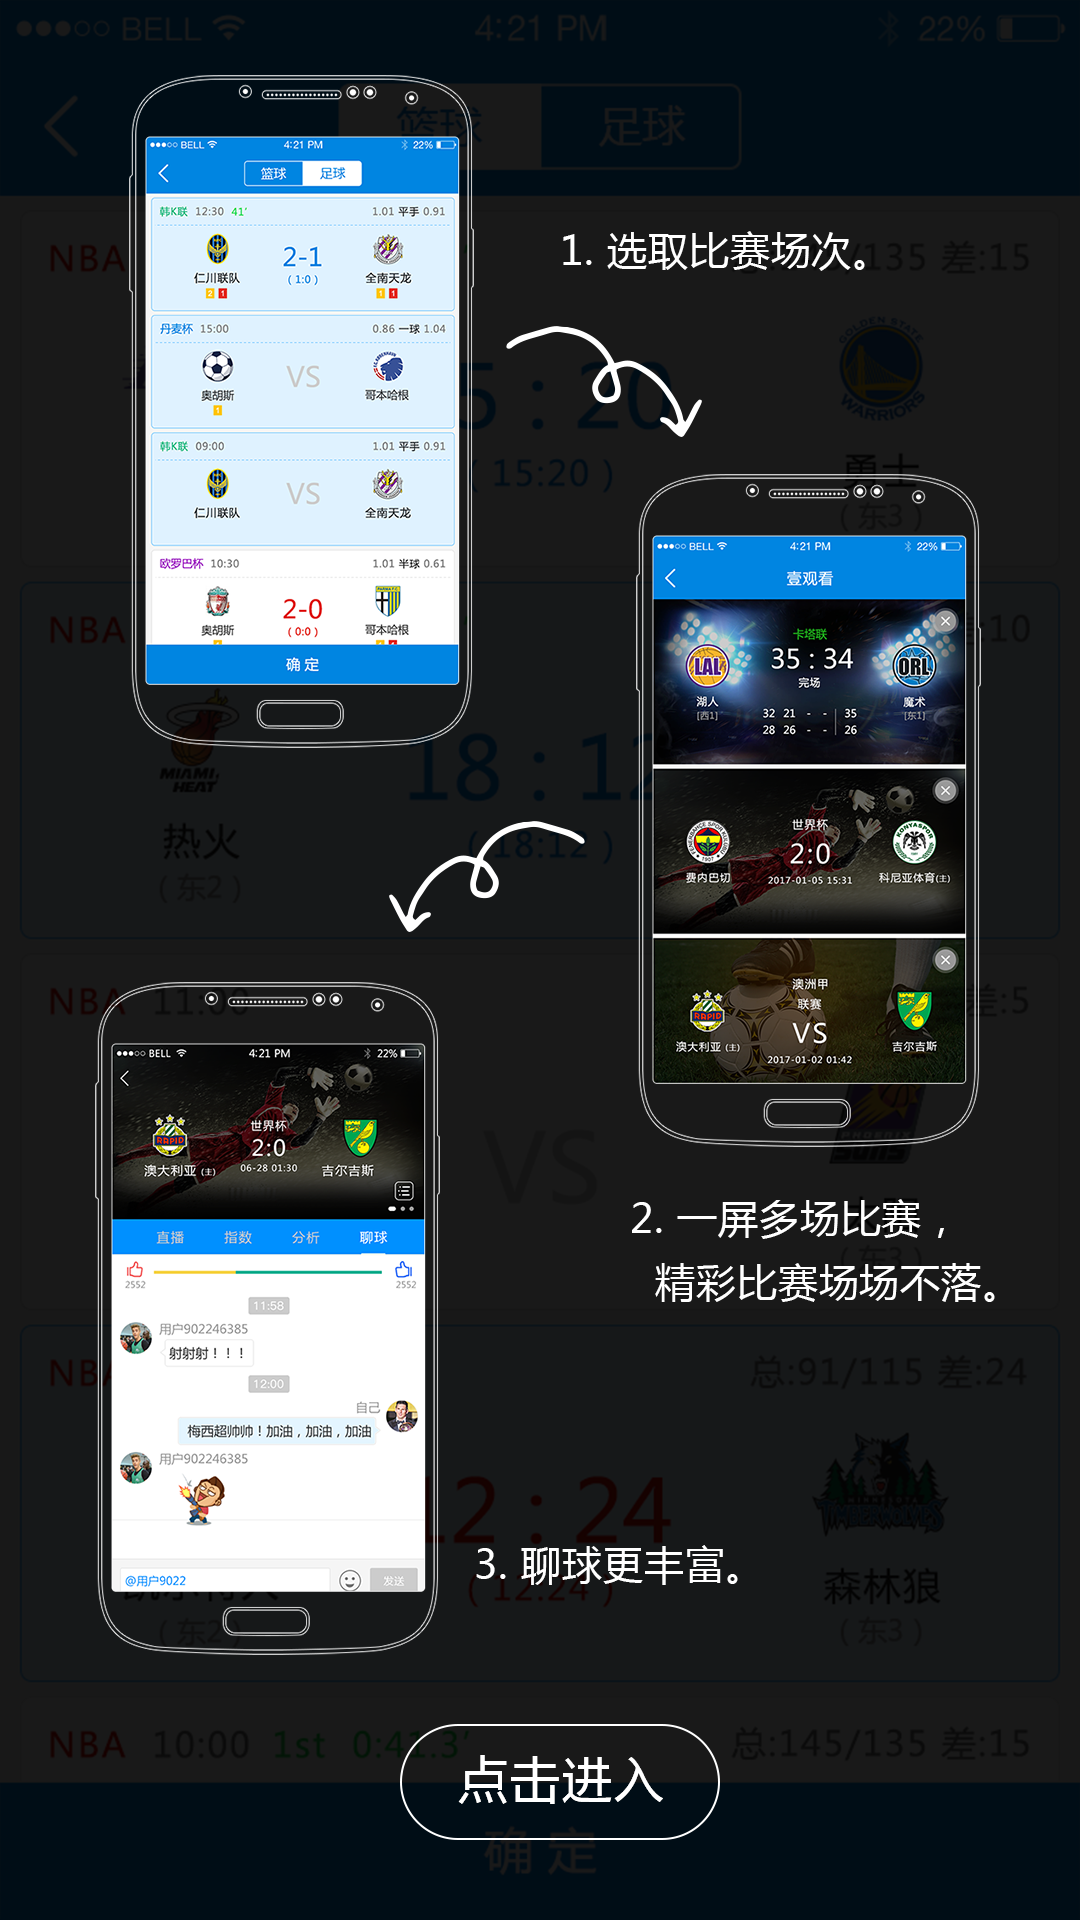 BELL 4:21 PM 22%
篮球 足球
BELL 4:21 PM 22%
篮球 足球
韩K联 12:30 41' 1.01 平手 0.91
2-1
仁川联队 (1:0) 全南天龙
2 1 1 1
丹麦杯 15:00 0.86 一球 1.04
VS
奥胡斯 哥本哈根
1
韩K联 09:00 1.01 平手 0.91
VS
仁川联队 全南天龙
欧罗巴杯 10:30 1.01 半球 0.61
2-0
奥胡斯 (0:0) 哥本哈根
确定
1. 选取比赛场次。
NBA 135 差:15
GOLDEN STATE
WARRIORS
5 : 20
( 15:20 )
勇士
(东3)
BELL 4:21 PM 22%
壹观看
卡塔联
LAL 35 : 34 ORL
完场
湖人 魔术
[西1] [东1]
32 21 - - 35
28 26 - - 26
世界杯
2:0
费内巴切 2017-01-05 15:31 科尼亚体育(主)
澳洲甲
联赛
RAPID VS
澳大利亚 (主) 吉尔吉斯
2017-01-02 01:42
NBA 10
MIAMI
HEAT
18 : 12
热火 ( 18:12 )
(东2)
NBA 11:00 差:5
VS
SUNS
(东3)
2. 一屏多场比赛，
精彩比赛场场不落。
BELL 4:21 PM 22%
世界杯
RAPID 2:0
澳大利亚 (主) 06-28 01:30 吉尔吉斯
直播 指数 分析 聊球
2552 2552
11:58
用户902246385
射射射！！！
12:00
自己
梅西超帅帅！加油，加油，加油
用户902246385
@用户9022 发送
NBA 总:91/115 差:24
12 : 24
( 12:24 )
森林狼
(东2) (东3)
3. 聊球更丰富。
NBA 10:00 1st 0:41.3' 总:145/135 差:15
点击进入
确定